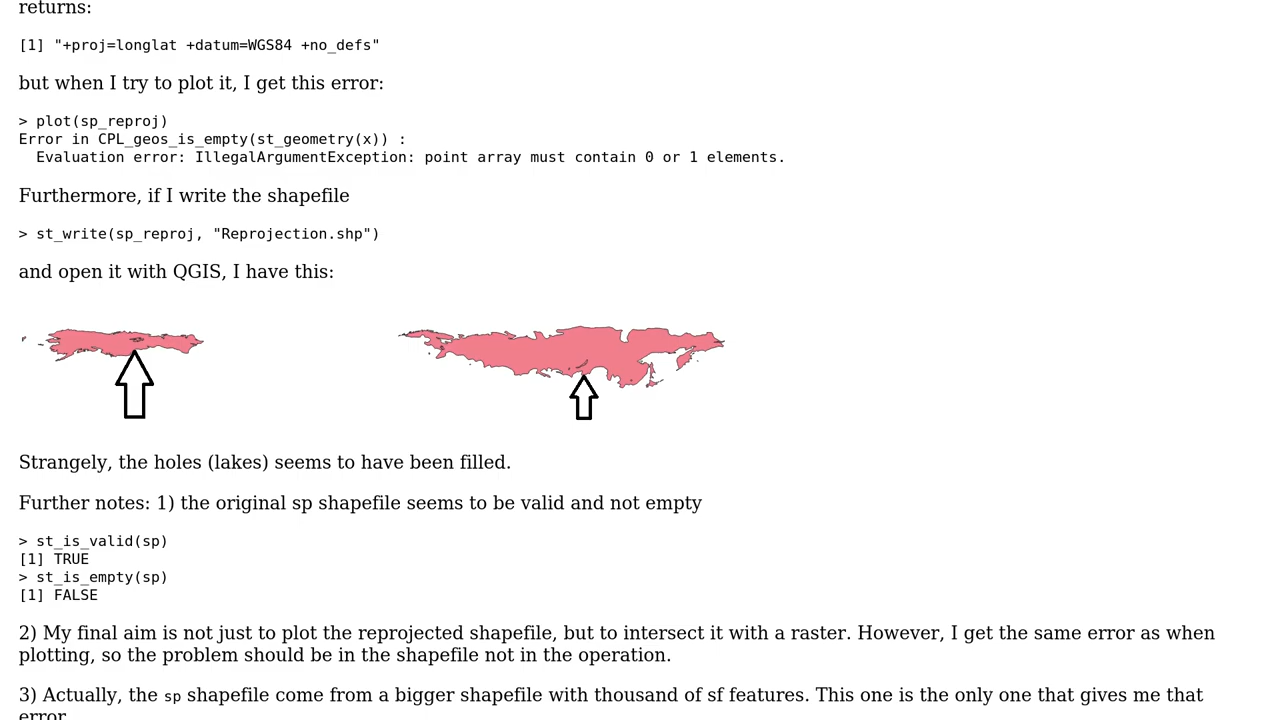 returns:
[1] "+proj=longlat +datum=WGS84 +no_defs"
but when I try to plot it, I get this error:
> plot(sp_reproj)
Error in CPL_geos_is_empty(st_geometry(x)) :
  Evaluation error: IllegalArgumentException: point array must contain 0 or 1 elements.
Furthermore, if I write the shapefile
> st_write(sp_reproj, "Reprojection.shp")
and open it with QGIS, I have this:
Strangely, the holes (lakes) seems to have been filled.
Further notes: 1) the original sp shapefile seems to be valid and not empty
> st_is_valid(sp)
[1] TRUE
> st_is_empty(sp)
[1] FALSE
2) My final aim is not just to plot the reprojected shapefile, but to intersect it with a raster. However, I get the same error as when
plotting, so the problem should be in the shapefile not in the operation.
3) Actually, the sp shapefile come from a bigger shapefile with thousand of sf features. This one is the only one that gives me that
error.